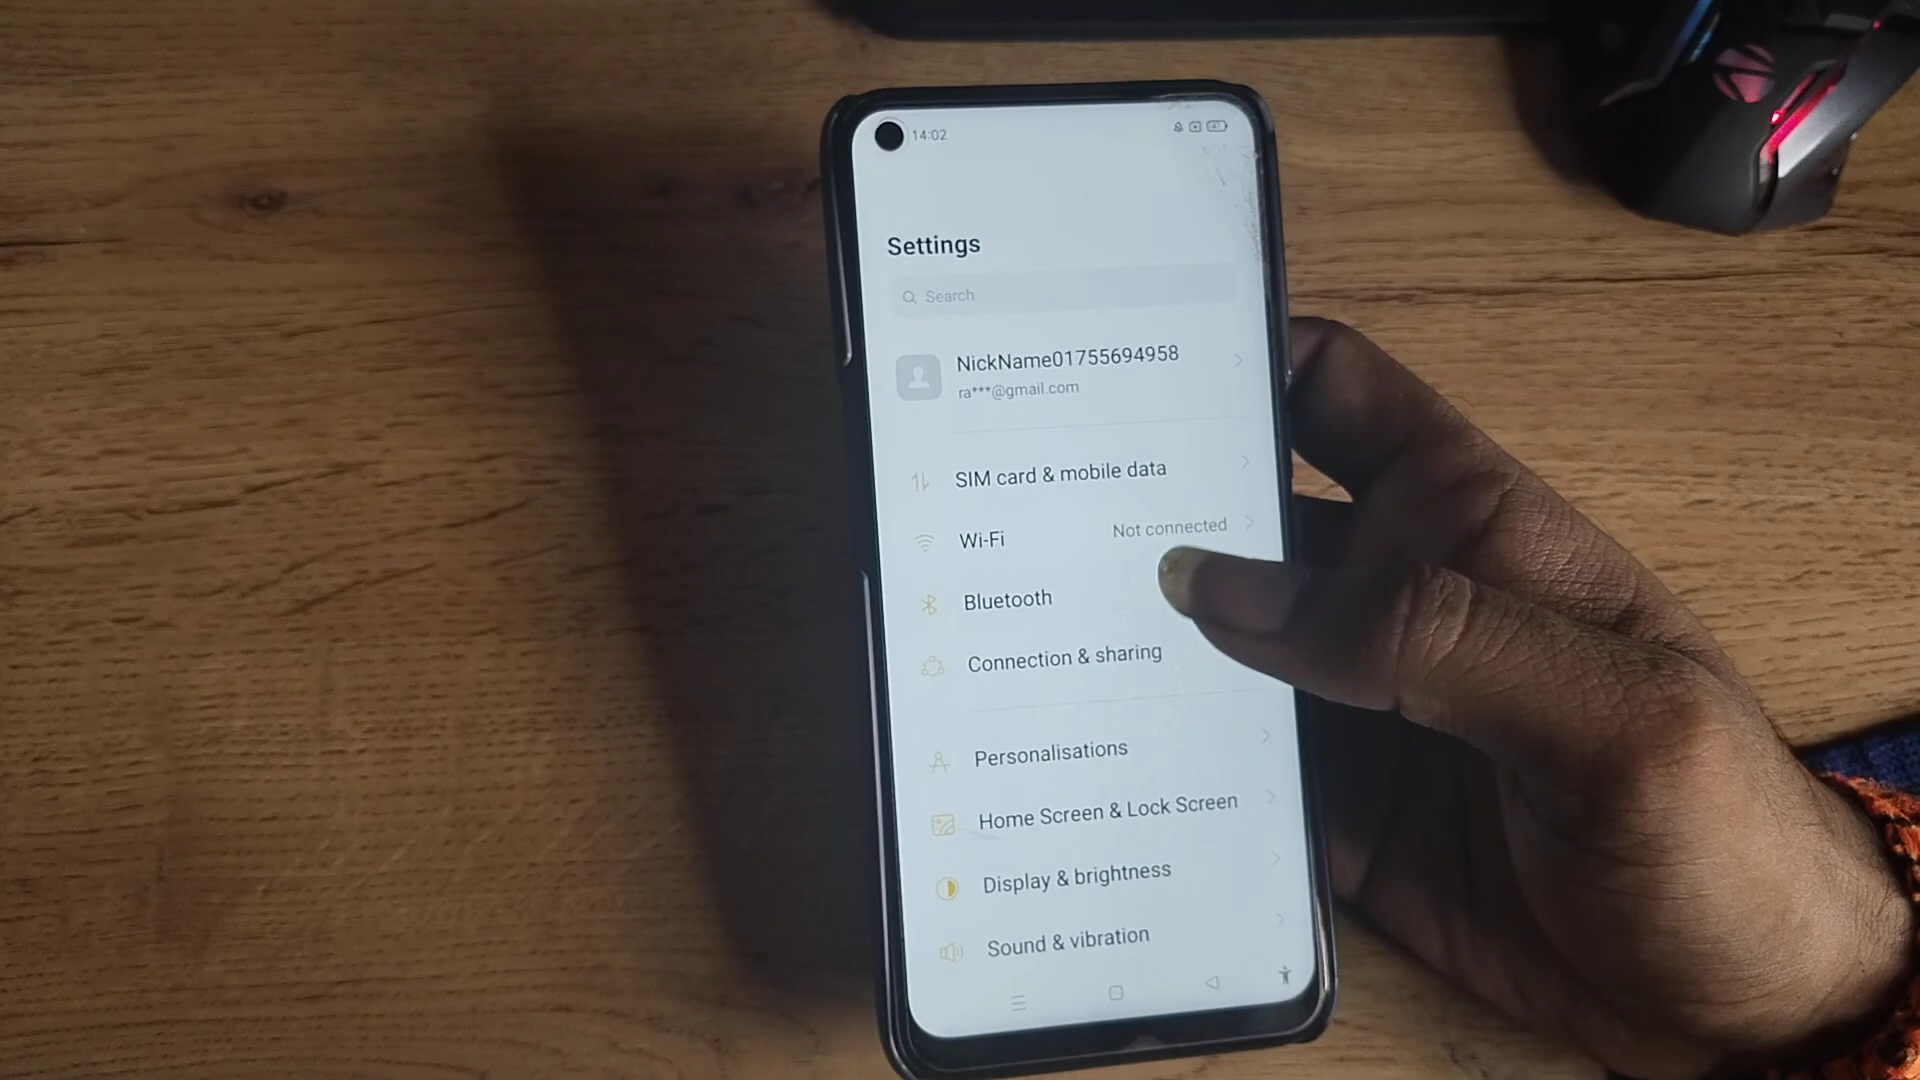 14:02
Settings
Search
NickName01755694958
ra***@gmail.com
SIM card & mobile data
Wi-Fi Not connected
Bluetooth
Connection & sharing
Personalisations
Home Screen & Lock Screen
Display & brightness
Sound & vibration